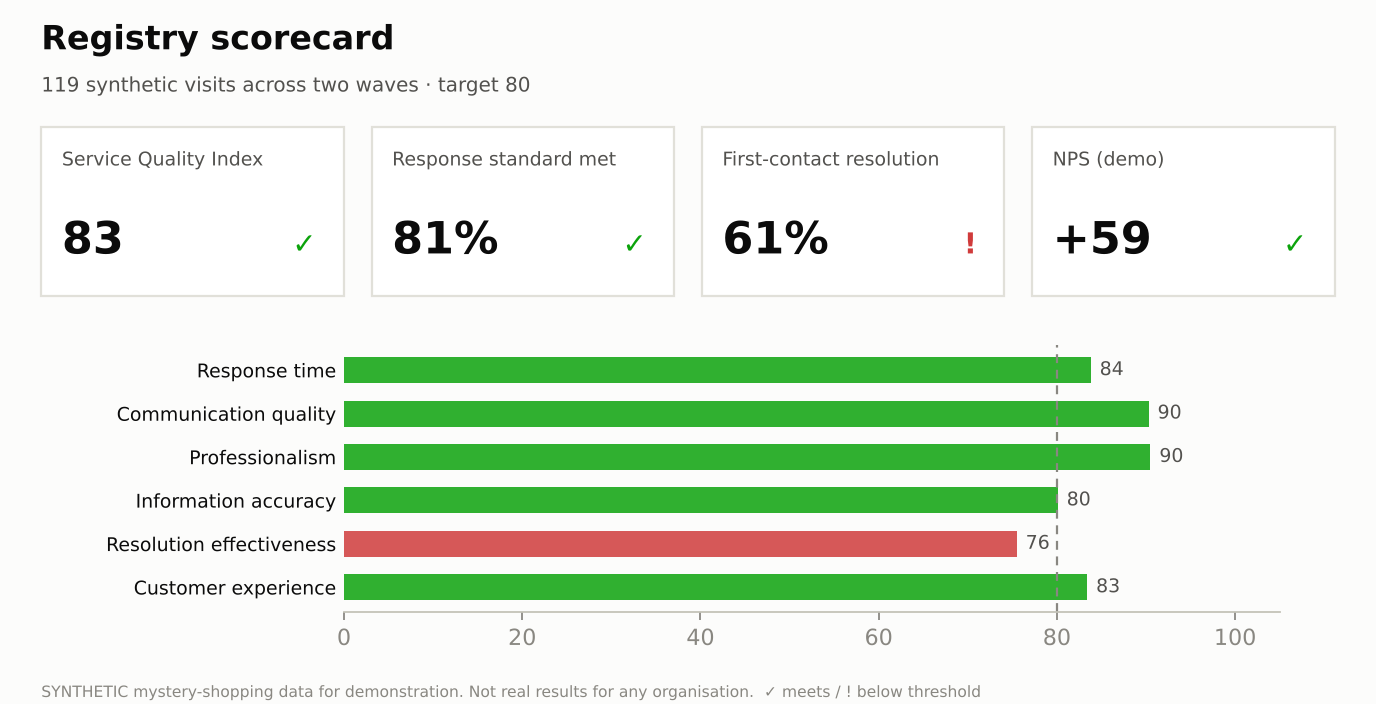 Registry scorecard
119 synthetic visits across two waves · target 80
Service Quality Index
83 ✓
Response standard met
81% ✓
First-contact resolution
61% !
NPS (demo)
+59 ✓
Response time 84
Communication quality 90
Professionalism 90
Information accuracy 80
Resolution effectiveness 76
Customer experience 83
0 20 40 60 80 100
SYNTHETIC mystery-shopping data for demonstration. Not real results for any organisation. ✓ meets / ! below threshold